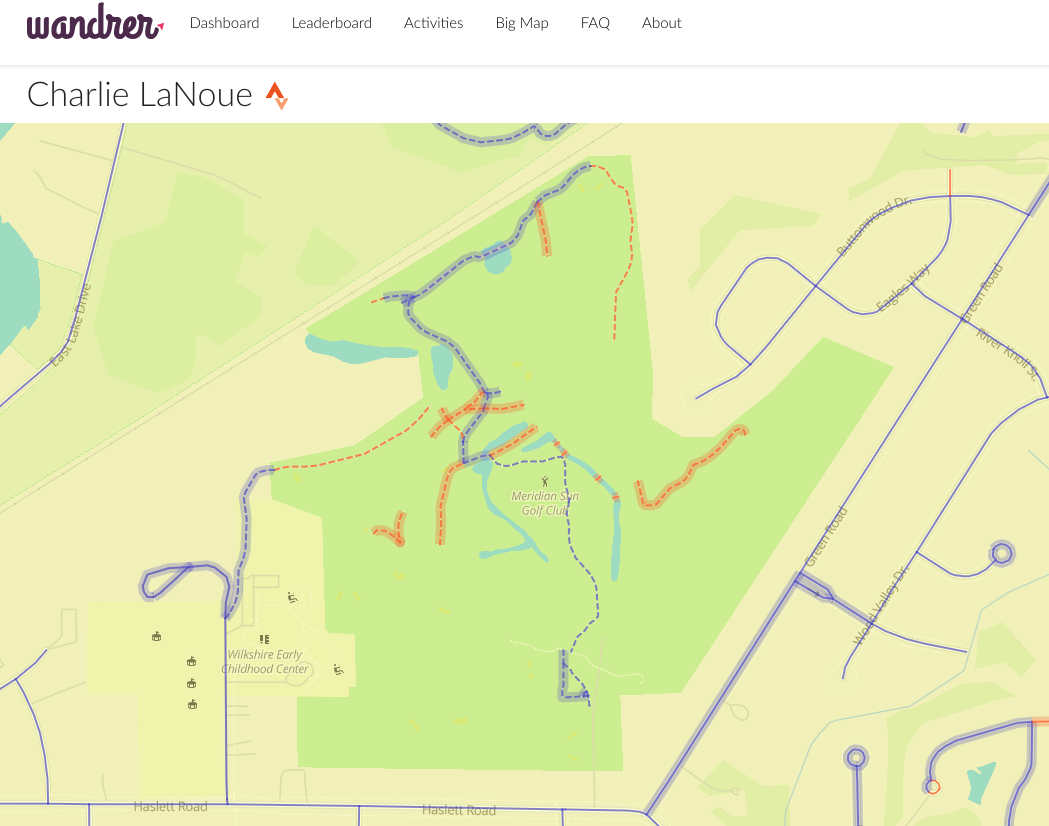 wandrer
Dashboard
Leaderboard
Activities
Big Map
FAQ
About
Charlie LaNoue
Buttonwood Dr.
Eagles Way
Green Road
East Lake Drive
River Knoll St.
Meridian Sun
Golf Club
Green Road
Wood Valley Dr.
Wilkshire Early
Childhood Center
Haslett Road
Haslett Road